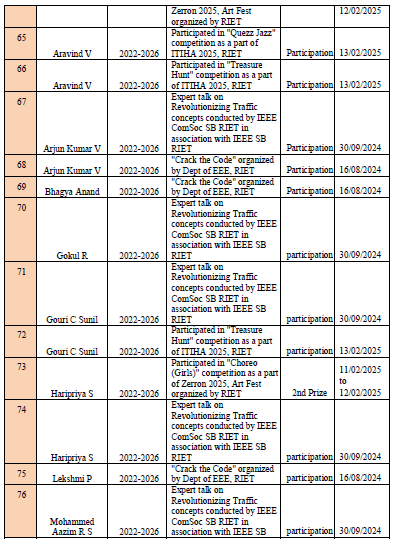 Zerron 2025, Art Fest 12/02/2025
organized by RIET
65 Participated in "Quezz Jazz"
competition as a part
Aravind V 2022-2026 of ITIHA 2025, RIET Participation 13/02/2025
66 Participated in "Treasure
Hunt" competition as a part
Aravind V 2022-2026 of ITIHA 2025, RIET Participation 13/02/2025
67 Expert talk on
Revolutionizing Traffic
concepts conducted by IEEE
ComSoc SB RIET in
association with IEEE SB
Arjun Kumar V 2022-2026 RIET Participation 30/09/2024
68 "Crack the Code" organized
Arjun Kumar V 2022-2026 by Dept of EEE, RIET Participation 16/08/2024
69 "Crack the Code" organized
Bhagya Anand 2022-2026 by Dept of EEE, RIET Participation 16/08/2024
70 Expert talk on
Revolutionizing Traffic
concepts conducted by IEEE
ComSoc SB RIET in
association with IEEE SB
Gokul R 2022-2026 RIET participation 30/09/2024
71 Expert talk on
Revolutionizing Traffic
concepts conducted by IEEE
ComSoc SB RIET in
association with IEEE SB
Gouri C Sunil 2022-2026 RIET participation 30/09/2024
72 Participated in "Treasure
Hunt" competition as a part
Gouri C Sunil 2022-2026 of ITIHA 2025, RIET participation 13/02/2025
73 Participated in "Choreo
(Girls)" competition as a part 11/02/2025
of Zerron 2025, Art Fest to
Haripriya S 2022-2026 organized by RIET 2nd Prize 12/02/2025
74 Expert talk on
Revolutionizing Traffic
concepts conducted by IEEE
ComSoc SB RIET in
association with IEEE SB
Haripriya S 2022-2026 RIET participation 30/09/2024
75 "Crack the Code" organized
Lekshmi P 2022-2026 by Dept of EEE, RIET participation 16/08/2024
76 Expert talk on
Revolutionizing Traffic
concepts conducted by IEEE
Mohammed ComSoc SB RIET in
Aazim R S 2022-2026 association with IEEE SB participation 30/09/2024